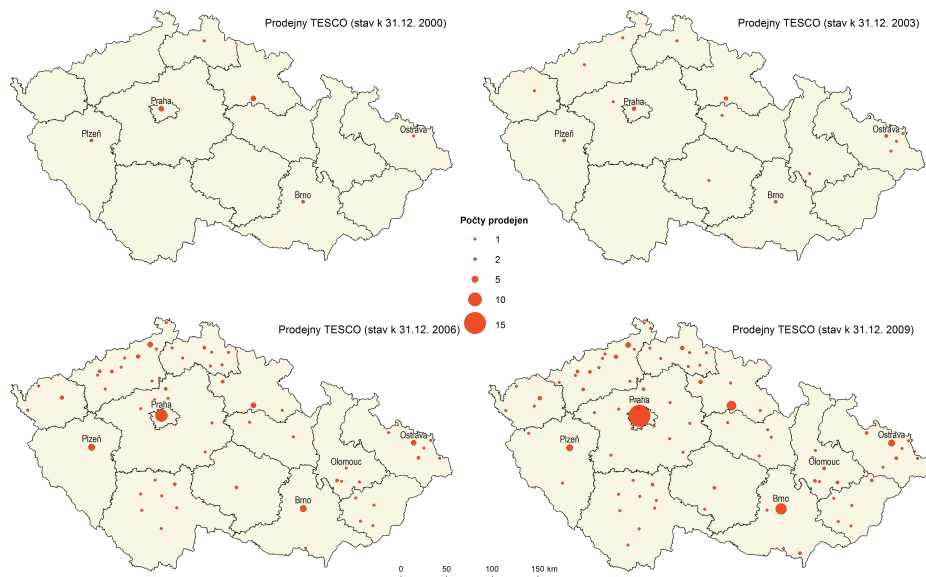 Prodejny TESCO (stav k 31.12. 2000)
Praha
Plzeň
Ostrava
Brno
Prodejny TESCO (stav k 31.12. 2003)
Praha
Plzeň
Ostrava
Brno
Počty prodejen
1
2
5
10
15
Prodejny TESCO (stav k 31.12. 2006)
Praha
Plzeň
Ostrava
Olomouc
Brno
Prodejny TESCO (stav k 31.12. 2009)
Praha
Plzeň
Ostrava
Olomouc
Brno
0 50 100 150 km